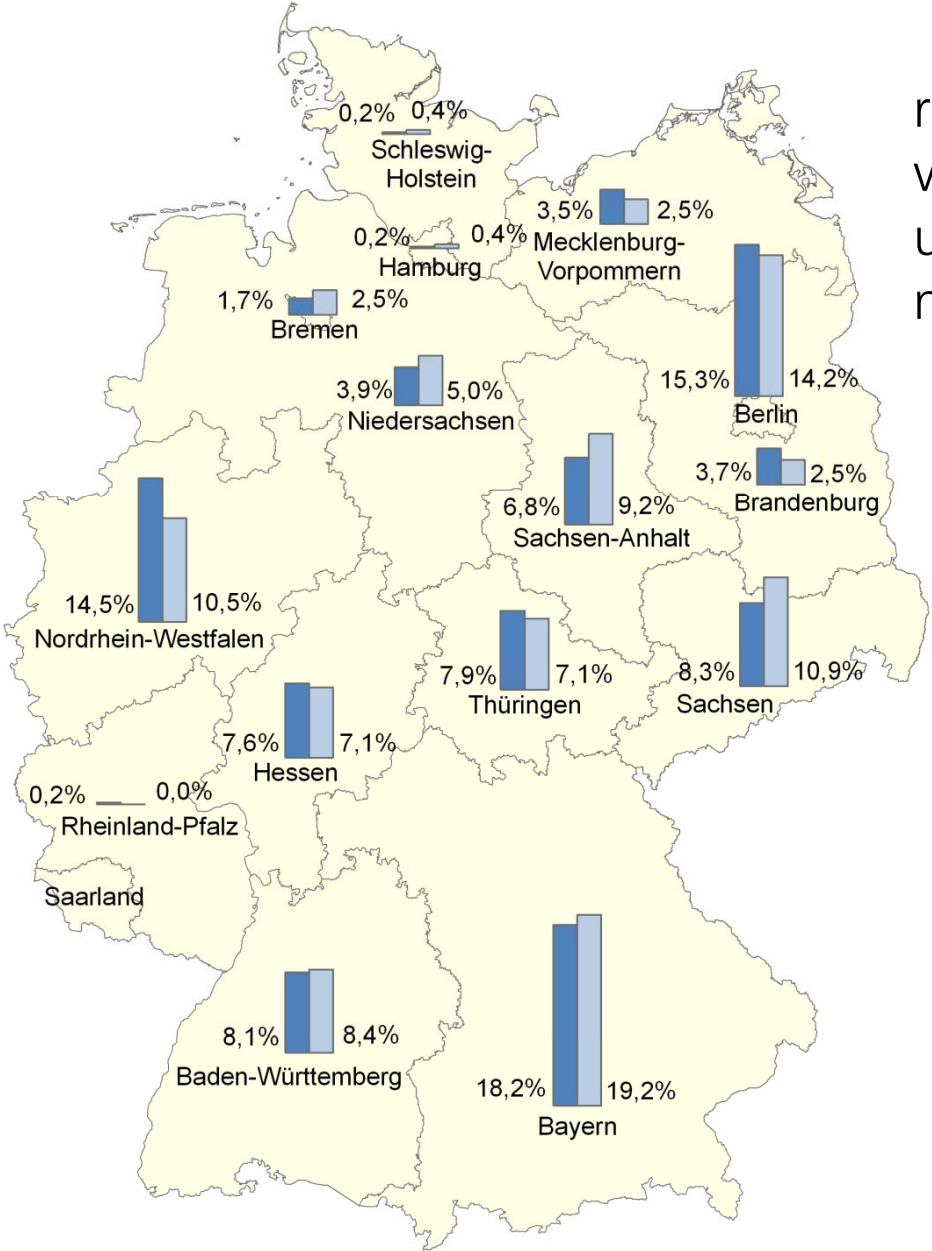 0,2% 0,4%
Schleswig-
Holstein
r
v
u
r
3,5% 2,5%
Mecklenburg-
Vorpommern
0,2% 0,4%
Hamburg
1,7% 2,5%
Bremen
15,3% 14,2%
Berlin
3,9% 5,0%
Niedersachsen
3,7% 2,5%
Brandenburg
6,8% 9,2%
Sachsen-Anhalt
14,5% 10,5%
Nordrhein-Westfalen
7,9% 7,1%
Thüringen
8,3% 10,9%
Sachsen
7,6% 7,1%
Hessen
0,2% 0,0%
Rheinland-Pfalz
Saarland
8,1% 8,4%
Baden-Württemberg
18,2% 19,2%
Bayern